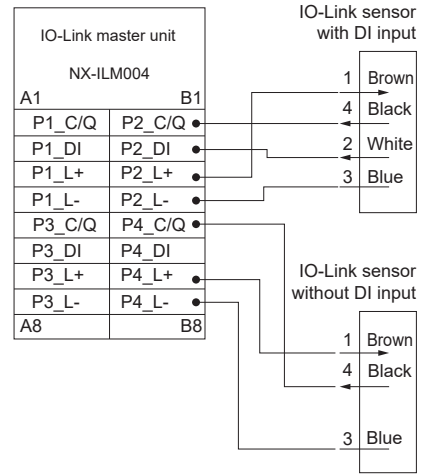 IO-Link master unit
NX-ILM004
A1 B1
P1_C/Q P2_C/Q
P1_DI P2_DI
P1_L+ P2_L+
P1_L- P2_L-
P3_C/Q P4_C/Q
P3_DI P4_DI
P3_L+ P4_L+
P3_L- P4_L-
A8 B8
IO-Link sensor
with DI input
1 Brown
4 Black
2 White
3 Blue
IO-Link sensor
without DI input
1 Brown
4 Black
3 Blue